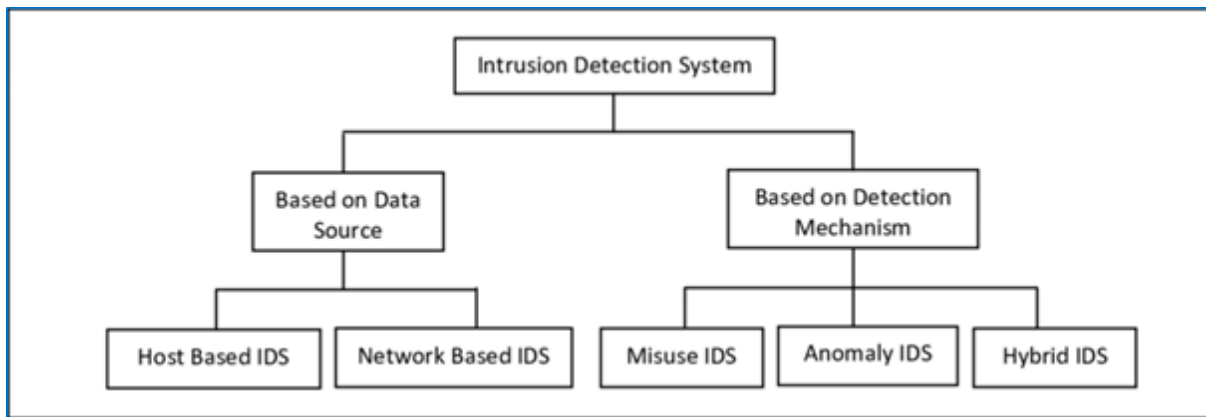 Intrusion Detection System
Based on Data
Source
Based on Detection
Mechanism
Host Based IDS
Network Based IDS
Misuse IDS
Anomaly IDS
Hybrid IDS